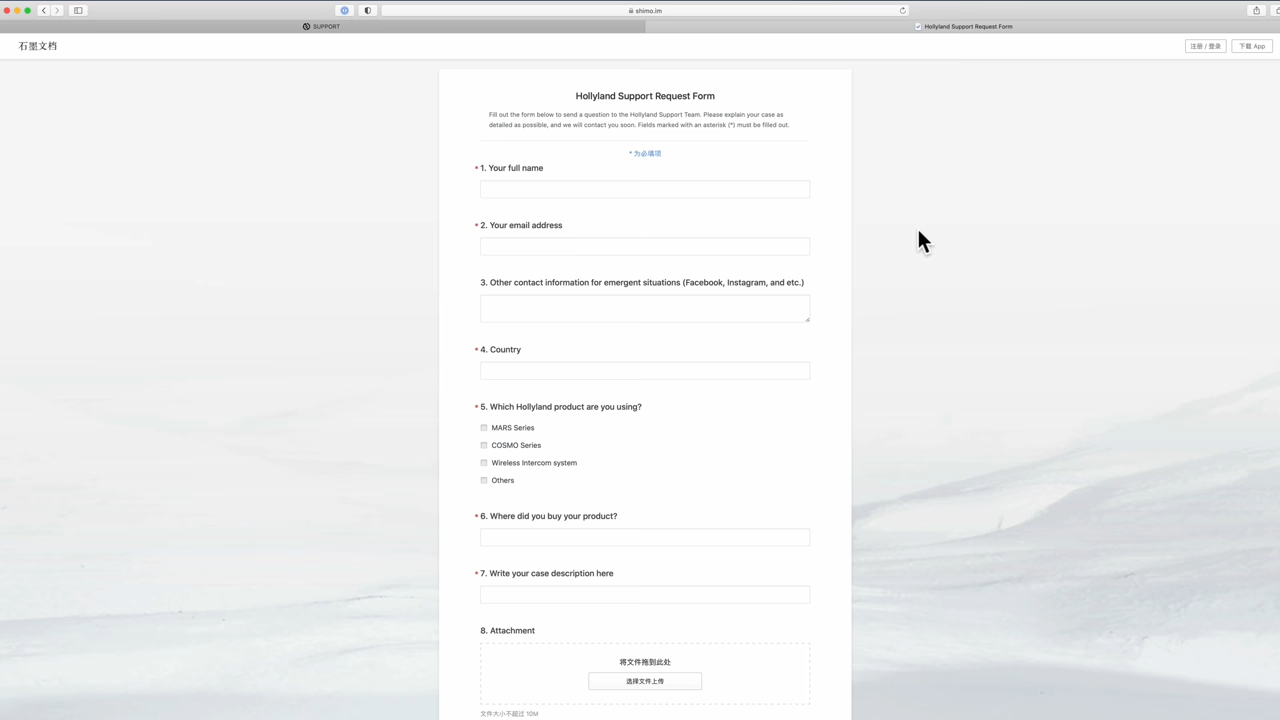 shimo.im
SUPPORT
Hollyland Support Request Form
石墨文档
注册 / 登录
下载 App
Hollyland Support Request Form
Fill out the form below to send a question to the Hollyland Support Team. Please explain your case as
detailed as possible, and we will contact you soon. Fields marked with an asterisk (*) must be filled out.
* 为必填项
* 1. Your full name
* 2. Your email address
3. Other contact information for emergent situations (Facebook, Instagram, and etc.)
* 4. Country
* 5. Which Hollyland product are you using?
MARS Series
COSMO Series
Wireless Intercom system
Others
* 6. Where did you buy your product?
* 7. Write your case description here
8. Attachment
将文件拖到此处
选择文件上传
文件大小不超过 10M